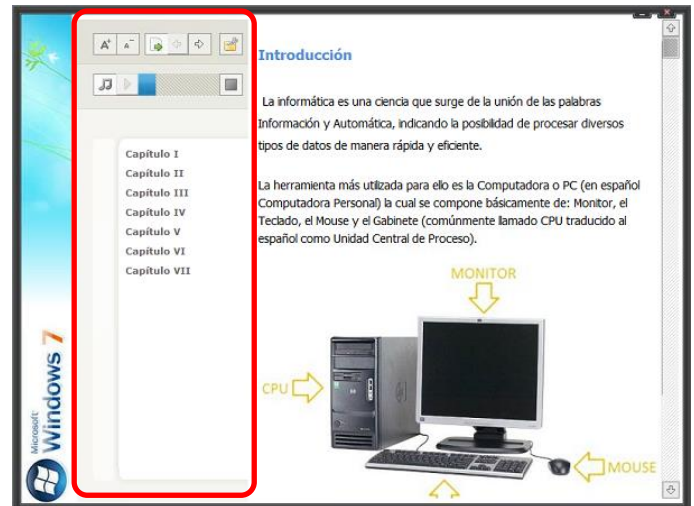 A+ A-
Capítulo I
Capítulo II
Capítulo III
Capítulo IV
Capítulo V
Capítulo VI
Capítulo VII
Microsoft
Windows 7
Introducción
La informática es una ciencia que surge de la unión de las palabras
Información y Automática, indicando la posibilidad de procesar diversos
tipos de datos de manera rápida y eficiente.
La herramienta más utilizada para ello es la Computadora o PC (en español
Computadora Personal) la cual se compone básicamente de: Monitor, el
Teclado, el Mouse y el Gabinete (comúnmente llamado CPU traducido al
español como Unidad Central de Proceso).
MONITOR
CPU
MOUSE